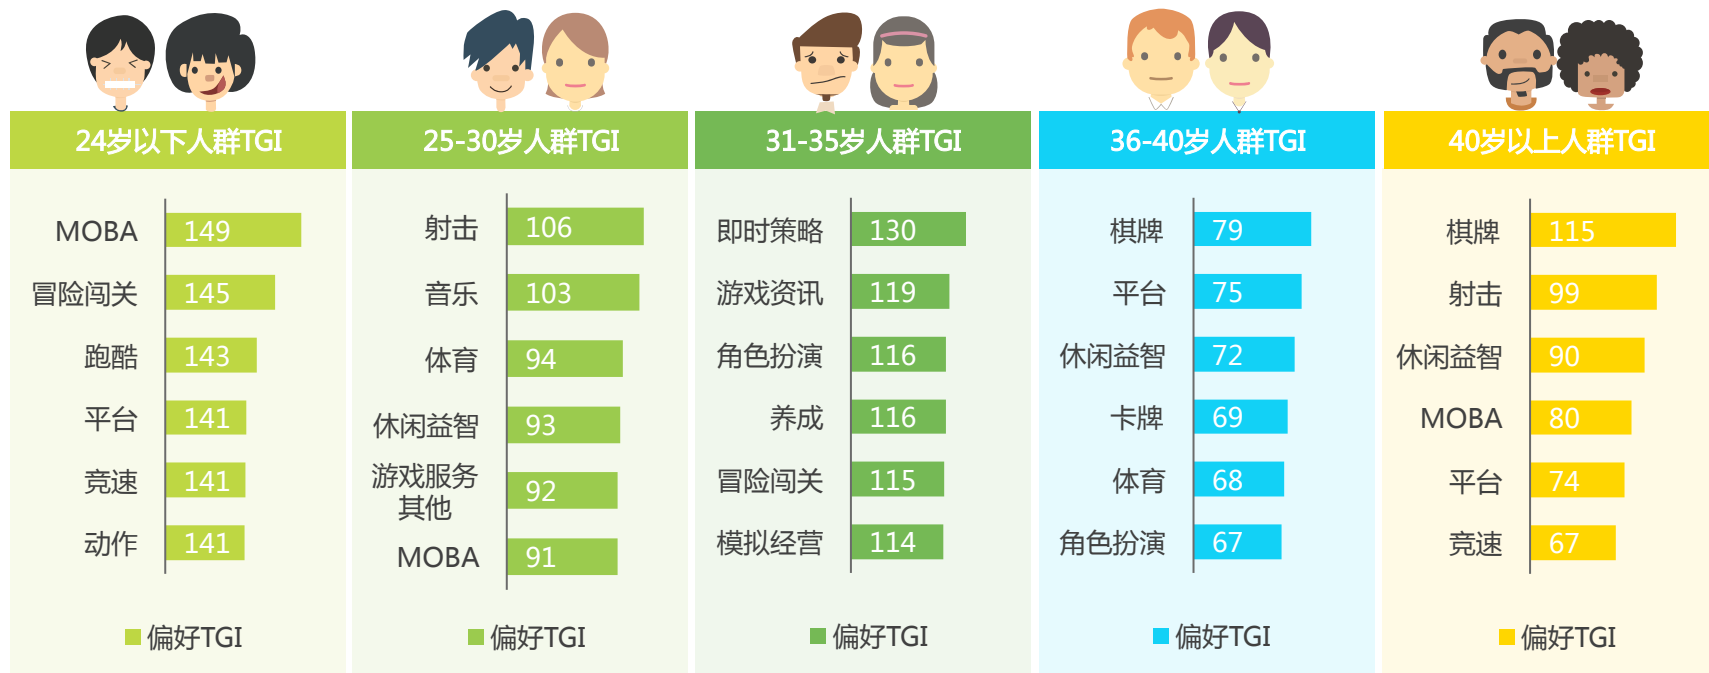 24岁以下人群TGI
MOBA 149
冒险闯关 145
跑酷 143
平台 141
竞速 141
动作 141
偏好TGI
25-30岁人群TGI
射击 106
音乐 103
体育 94
休闲益智 93
游戏服务
其他 92
MOBA 91
偏好TGI
31-35岁人群TGI
即时策略 130
游戏资讯 119
角色扮演 116
养成 116
冒险闯关 115
模拟经营 114
偏好TGI
36-40岁人群TGI
棋牌 79
平台 75
休闲益智 72
卡牌 69
体育 68
角色扮演 67
偏好TGI
40岁以上人群TGI
棋牌 115
射击 99
休闲益智 90
MOBA 80
平台 74
竞速 67
偏好TGI